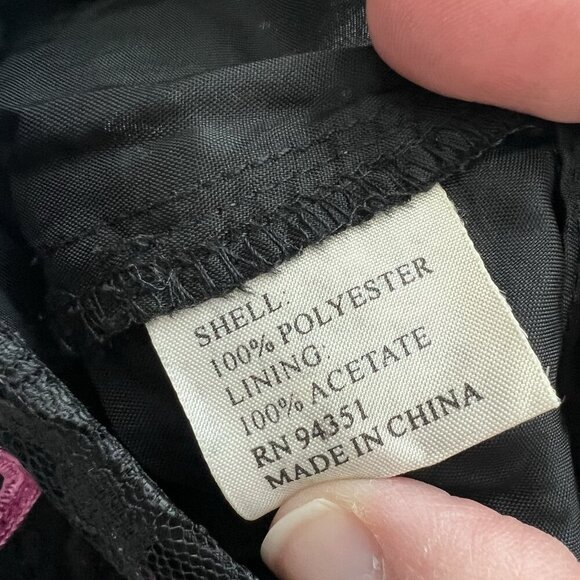 SHELL:
100% POLYESTER
LINING:
100% ACETATE
RN 94351
MADE IN CHINA